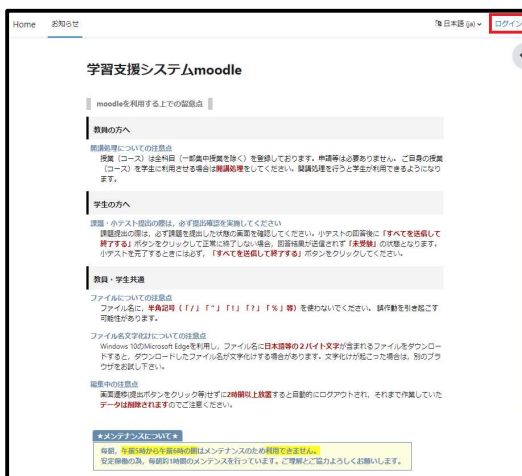 Home お知らせ 日本語 (ja) ログイン
学習支援システムmoodle
moodleを利用する上での留意点
教員の方へ
開講処理についての注意点
授業（コース）は全科目（一部集中授業を除く）を登録しております。申請等は必要ありません。ご自身の授業
（コース）を学生に利用させる場合は開講処理をしてください。開講処理を行うと学生が利用できるようになり
ます。
学生の方へ
課題・小テスト提出の際は、必ず提出確認を実施してください
課題提出の際は、必ず課題を提出した状態の画面を確認してください。小テストの回答後に「すべてを送信して
終了する」ボタンをクリックして正常に終了しない場合、回答結果が送信されず「未受験」の状態となります。
小テストを完了するときには必ず、「すべてを送信して終了する」ボタンをクリックしてください。
教員・学生共通
ファイルについての注意点
ファイル名に、半角記号（「/」「"」「!」「?」「%」等）を使わないでください。誤作動を引き起こす
可能性があります。
ファイル名文字化けについての注意点
Windows 10のMicrosoft Edgeを利用し、ファイル名に日本語等の２バイト文字が含まれるファイルをダウンロー
ドすると、ダウンロードしたファイル名が文字化けする場合があります。文字化けが起こった場合は、別のブラ
ウザをお試し下さい。
編集中の注意点
画面遷移(提出ボタンをクリック等)せずに2時間以上放置すると自動的にログアウトされ、それまで作業していた
データは削除されますのでご注意ください。
★メンテナンスについて★
毎朝、午前5時から午前6時の間はメンテナンスのため利用できません。
安定稼働の為、毎朝約1時間のメンテンスを行っています。ご理解とご協力よろしくお願いします。